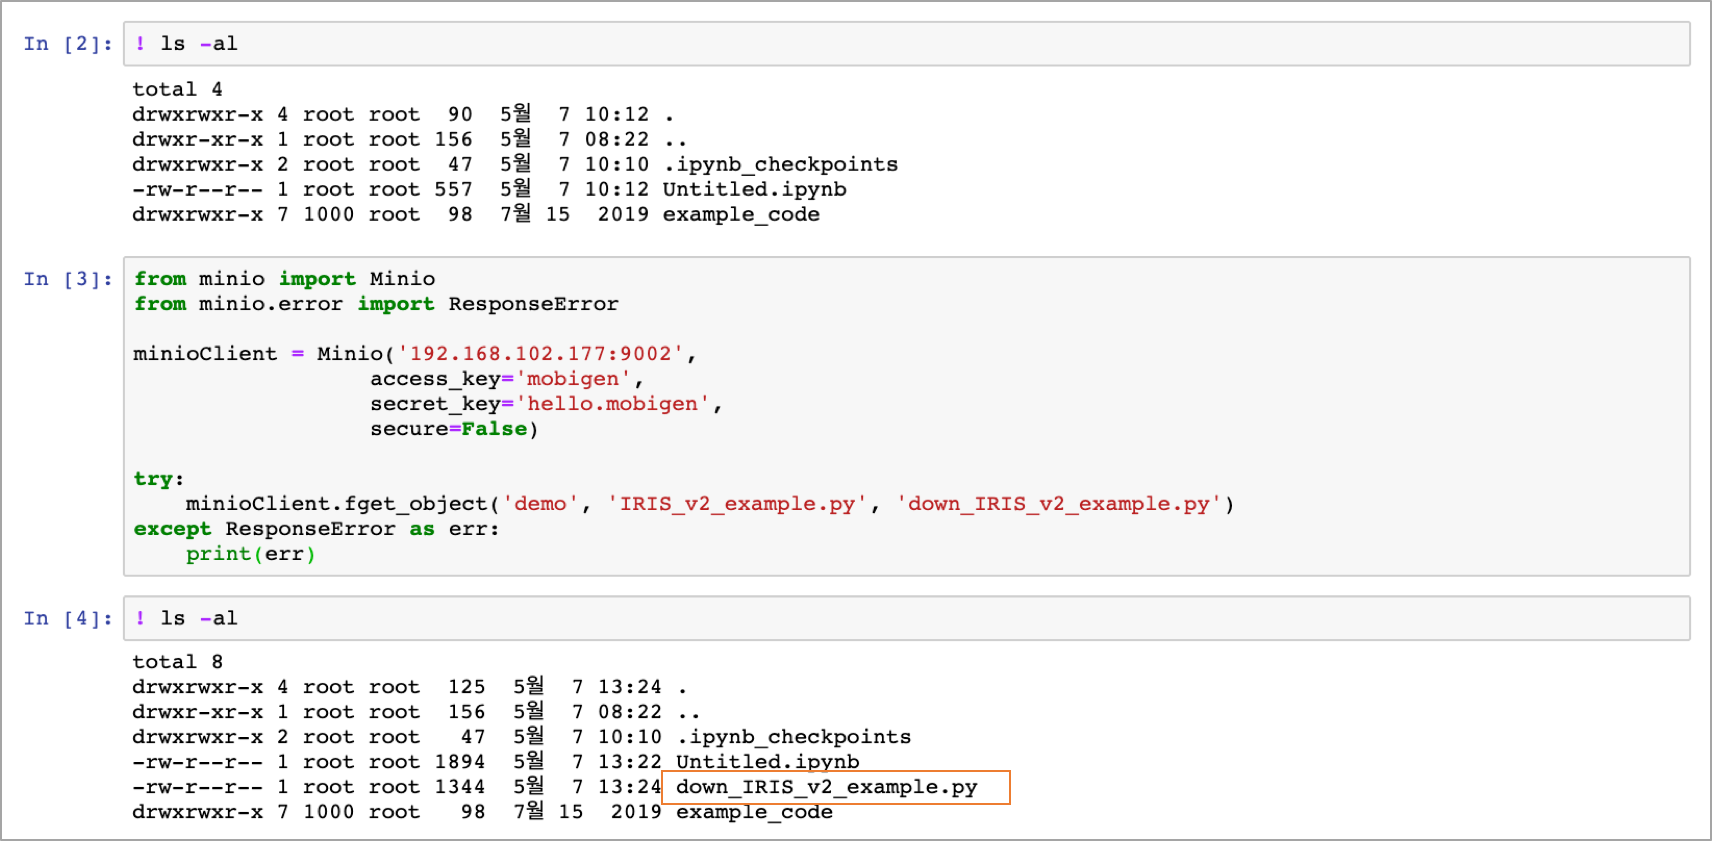 In [2]: ! ls -al
total 4
drwxrwxr-x 4 root root  90  5월  7 10:12 .
drwxr-xr-x 1 root root 156  5월  7 08:22 ..
drwxrwxr-x 2 root root  47  5월  7 10:10 .ipynb_checkpoints
-rw-r--r-- 1 root root 557  5월  7 10:12 Untitled.ipynb
drwxrwxr-x 7 1000 root  98  7월 15  2019 example_code
In [3]: from minio import Minio
from minio.error import ResponseError
minioClient = Minio('192.168.102.177:9002',
access_key='mobigen',
secret_key='hello.mobigen',
secure=False)
try:
minioClient.fget_object('demo', 'IRIS_v2_example.py', 'down_IRIS_v2_example.py')
except ResponseError as err:
print(err)
In [4]: ! ls -al
total 8
drwxrwxr-x 4 root root  125  5월  7 13:24 .
drwxr-xr-x 1 root root  156  5월  7 08:22 ..
drwxrwxr-x 2 root root   47  5월  7 10:10 .ipynb_checkpoints
-rw-r--r-- 1 root root 1894  5월  7 13:22 Untitled.ipynb
-rw-r--r-- 1 root root 1344  5월  7 13:24 down_IRIS_v2_example.py
drwxrwxr-x 7 1000 root   98  7월 15  2019 example_code